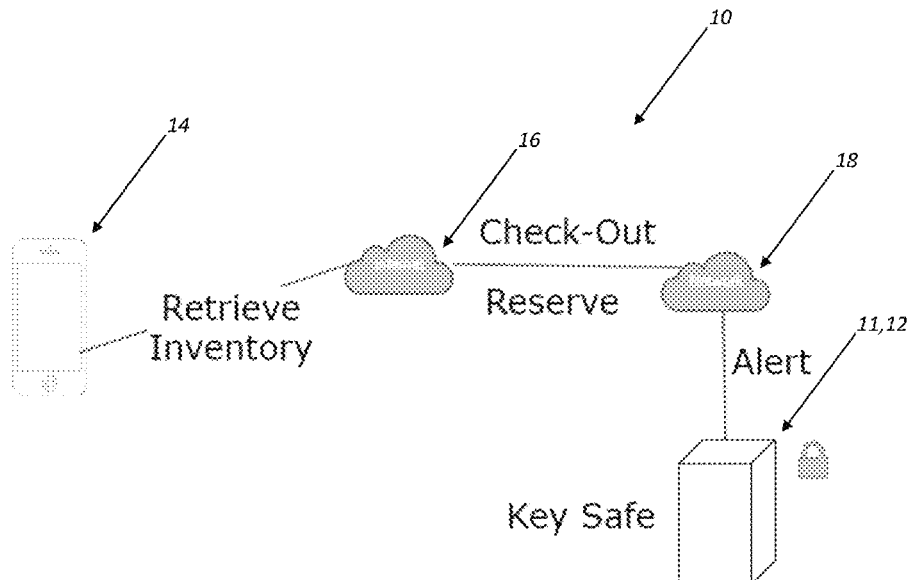 10
14
16
18
Check-Out
Retrieve
Inventory
Reserve
11,12
Alert
Key Safe